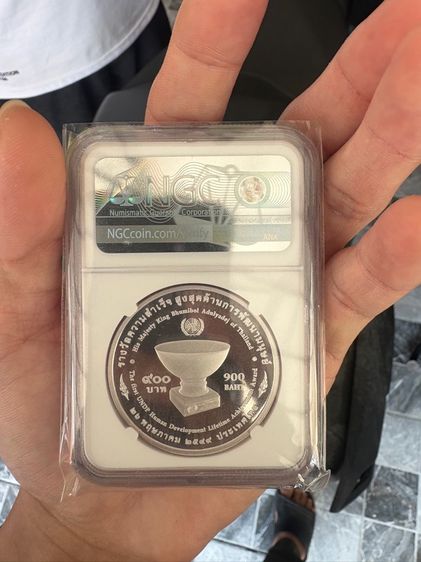 NGC
Numismatic Guaranty Corporation
NGCcoin.com/verify
ANA
รางวัลความสำเร็จ สูงสุดด้านการพัฒนามนุษย์
His Majesty King Bhumibol Adulyadej of Thailand
๙๐๐
บาท
900
BAHT
The first UNDP Human Development Lifetime Achievement Award
๒๖ พฤษภาคม ๒๕๔๙ ประเทศไทย